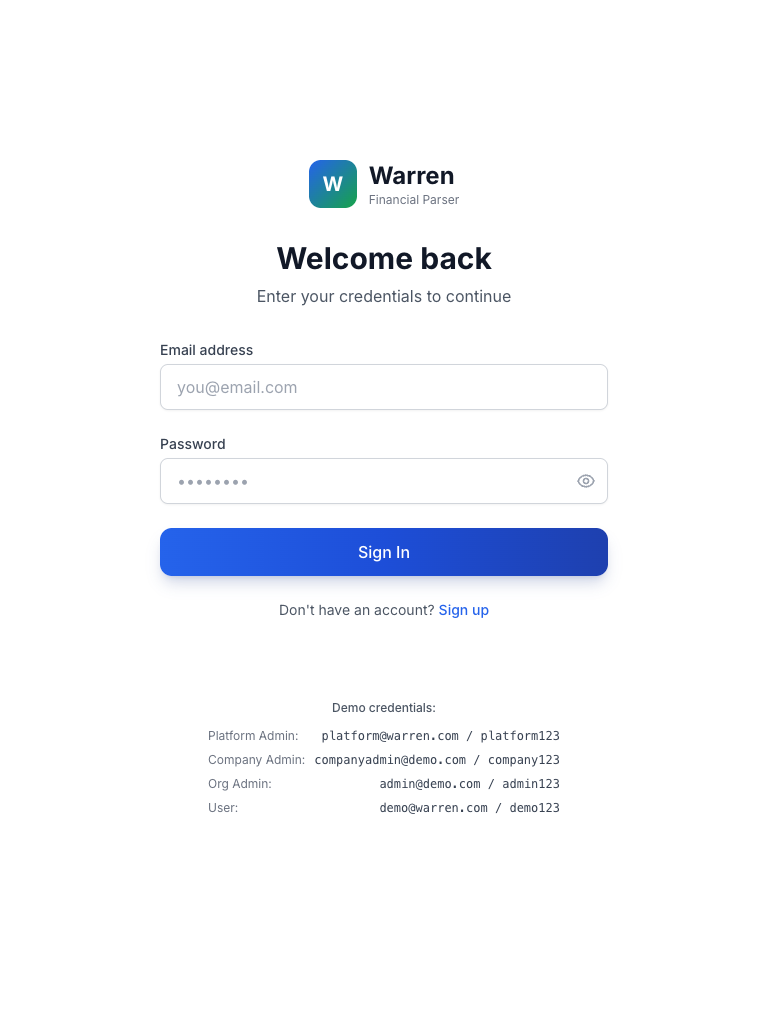 W
Warren
Financial Parser
Welcome back
Enter your credentials to continue
Email address
you@email.com
Password
••••••••
Sign In
Don't have an account? Sign up
Demo credentials:
Platform Admin: platform@warren.com / platform123
Company Admin: companyadmin@demo.com / company123
Org Admin: admin@demo.com / admin123
User: demo@warren.com / demo123